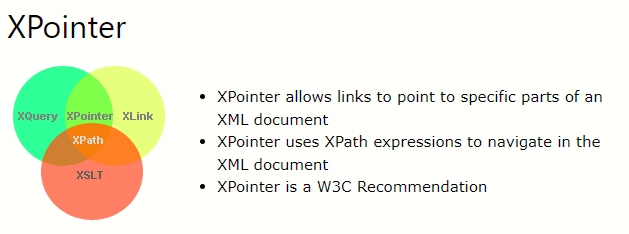 XPointer
XQuery XPointer XLink
XPath
XSLT
• XPointer allows links to point to specific parts of an
XML document
• XPointer uses XPath expressions to navigate in the
XML document
• XPointer is a W3C Recommendation